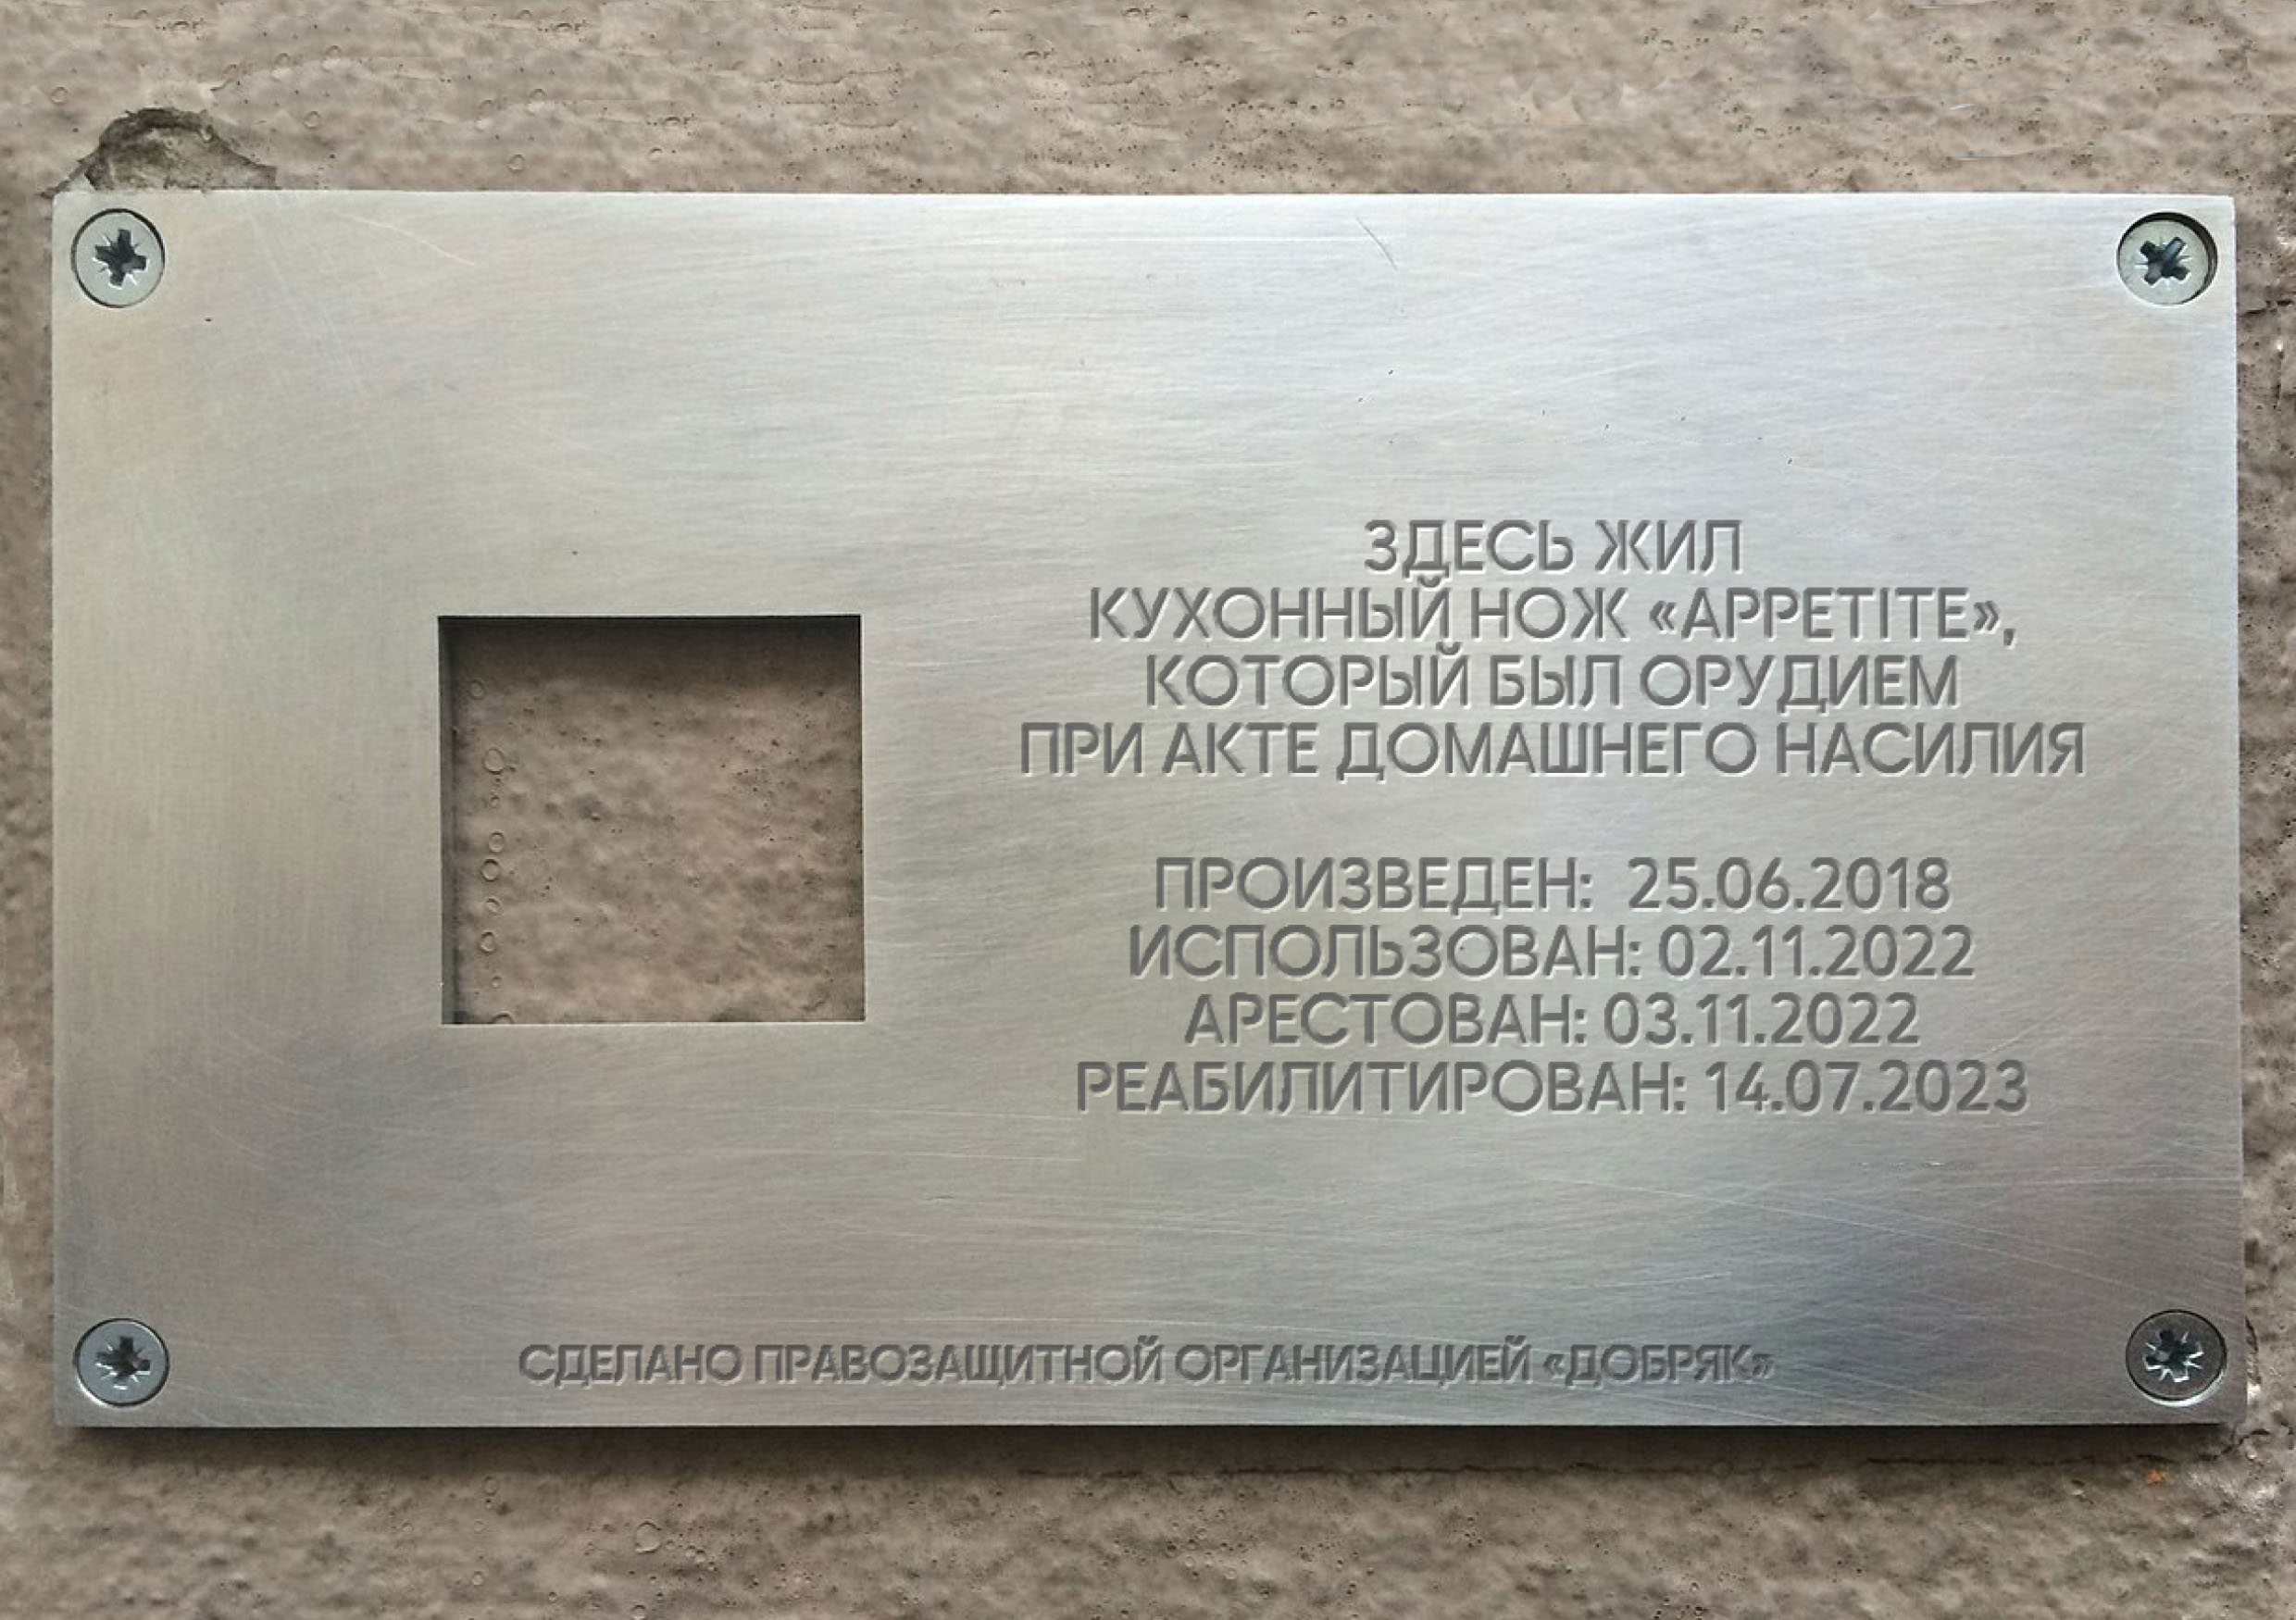 ЗДЕСЬ ЖИЛ
КУХОННЫЙ НОЖ «APPETITE»,
КОТОРЫЙ БЫЛ ОРУДИЕМ
ПРИ АКТЕ ДОМАШНЕГО НАСИЛИЯ
ПРОИЗВЕДЕН: 25.06.2018
ИСПОЛЬЗОВАН: 02.11.2022
АРЕСТОВАН: 03.11.2022
РЕАБИЛИТИРОВАН: 14.07.2023
СДЕЛАНО ПРАВОЗАЩИТНОЙ ОРГАНИЗАЦИЕЙ «ДОБРЯК»